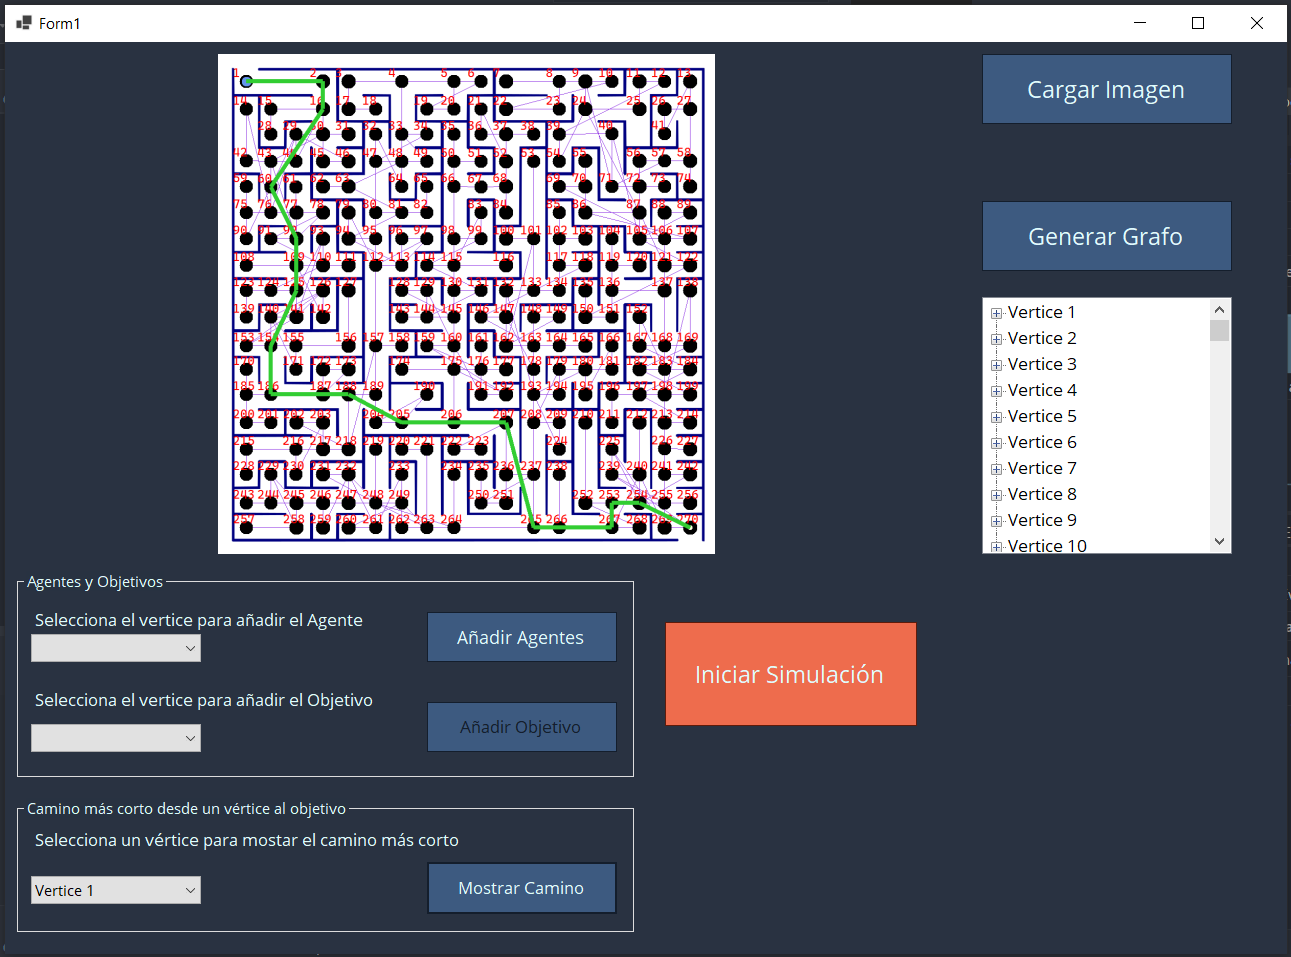 Form1
1 2 3 4 5 6 7 8 9 10 11 12 13
14 15 16 17 18 19 20 21 22 23 24 25 26 27
28 29 30 31 32 33 34 35 36 37 38 39 40 41
42 43 44 45 46 47 48 49 50 51 52 53 54 55 56 57 58
59 60 61 62 63 64 65 66 67 68 69 70 71 72 73 74
75 76 77 78 79 80 81 82 83 84 85 86 87 88 89
90 91 92 93 94 95 96 97 98 99 100 101 102 103 104 105 106 107
108 109 110 111 112 113 114 115 116 117 118 119 120 121 122
123 124 125 126 127 128 129 130 131 132 133 134 135 136 137 138
139 140 141 142 143 144 145 146 147 148 149 150 151 152
153 154 155 156 157 158 159 160 161 162 163 164 165 166 167 168 169
170 171 172 173 174 175 176 177 178 179 180 181 182 183 184
185 186 187 188 189 190 191 192 193 194 195 196 197 198 199
200 201 202 203 204 205 206 207 208 209 210 211 212 213 214
215 216 217 218 219 220 221 222 223 224 225 226 227
228 229 230 231 232 233 234 235 236 237 238 239 240 241 242
243 244 245 246 247 248 249 250 251 252 253 254 255 256
257 258 259 260 261 262 263 264 265 266 267 268 269 270
Cargar Imagen
Generar Grafo
Vertice 1
Vertice 2
Vertice 3
Vertice 4
Vertice 5
Vertice 6
Vertice 7
Vertice 8
Vertice 9
Vertice 10
Agentes y Objetivos
Selecciona el vertice para añadir el Agente
Añadir Agentes
Selecciona el vertice para añadir el Objetivo
Añadir Objetivo
Iniciar Simulación
Camino más corto desde un vértice al objetivo
Selecciona un vértice para mostar el camino más corto
Vertice 1
Mostrar Camino